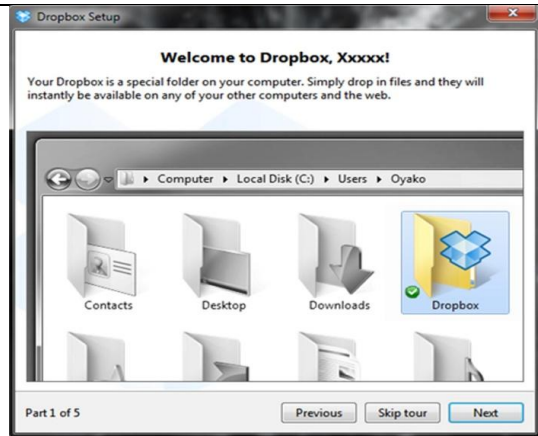 Dropbox Setup
Welcome to Dropbox, Xxxxx!
Your Dropbox is a special folder on your computer. Simply drop in files and they will
instantly be available on any of your other computers and the web.
Computer ▸ Local Disk (C:) ▸ Users ▸ Oyako
Contacts Desktop Downloads Dropbox
Part 1 of 5 Previous Skip tour Next